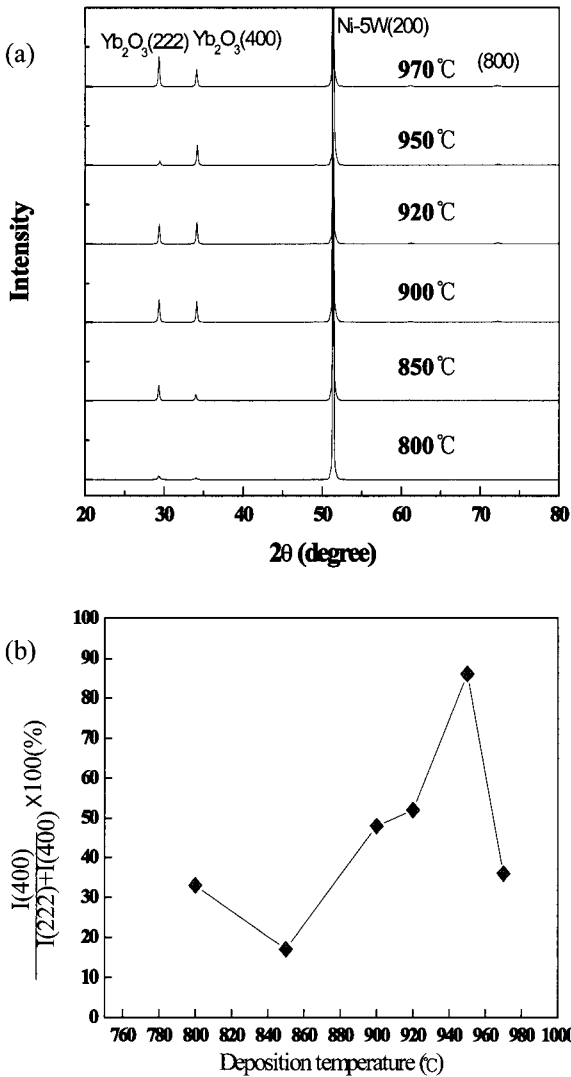 (a)
Yb₂O₃(222)
Yb₂O₃(400)
Ni-5W(200)
970℃
(800)
950℃
920℃
900℃
850℃
800℃
Intensity
20 30 40 50 60 70 80
2θ (degree)
(b)
100
90
80
70
60
50
40
30
20
10
0
I(400)
I(222)+I(400)
X100(%)
760 780 800 820 840 860 880 900 920 940 960 980 1000
Deposition temperature(℃)